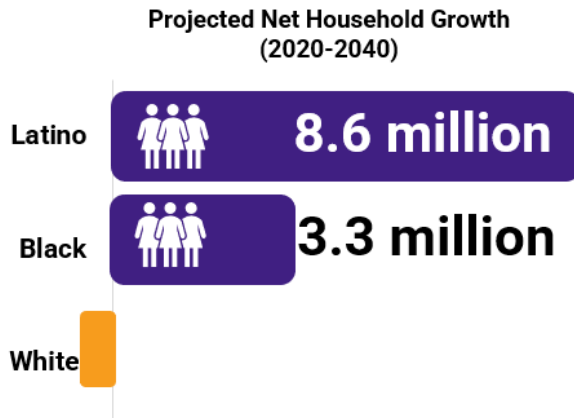 Projected Net Household Growth
(2020-2040)
Latino
8.6 million
Black
3.3 million
White